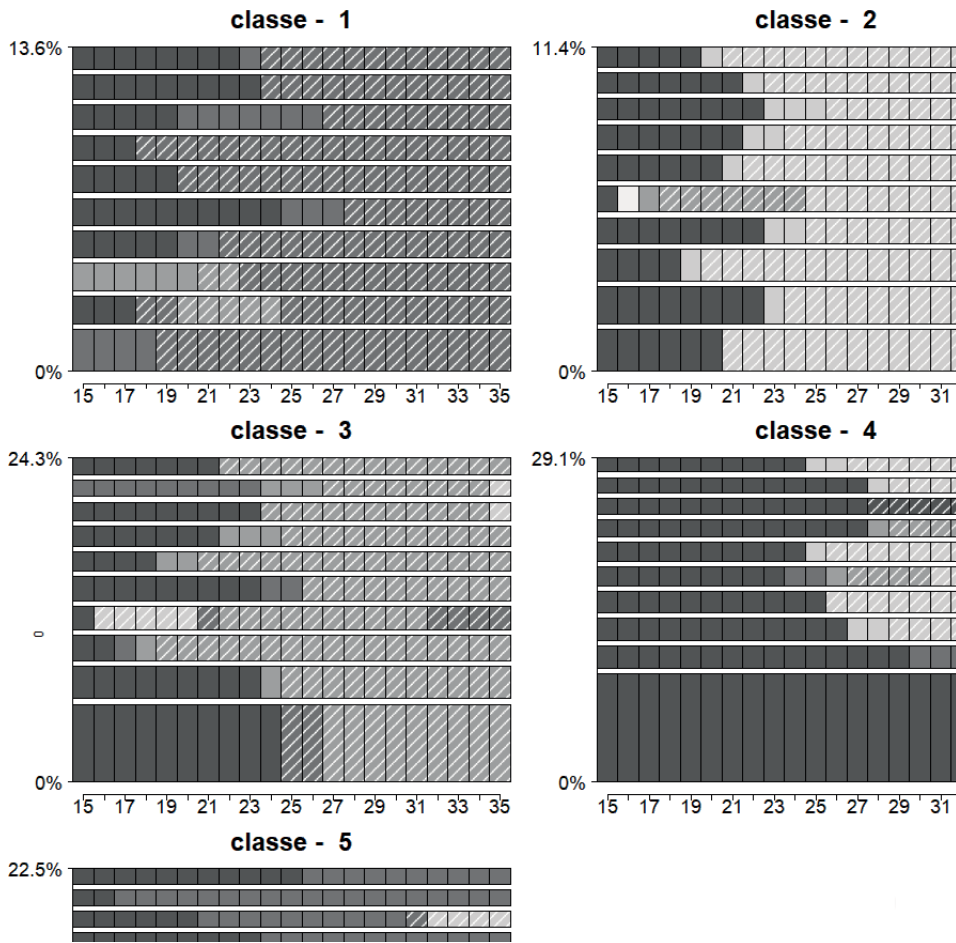 classe - 1
13.6%
0%
15 17 19 21 23 25 27 29 31 33 35
classe - 2
11.4%
0%
15 17 19 21 23 25 27 29 31
classe - 3
24.3%
0
0%
15 17 19 21 23 25 27 29 31 33 35
classe - 4
29.1%
0%
15 17 19 21 23 25 27 29 31
classe - 5
22.5%